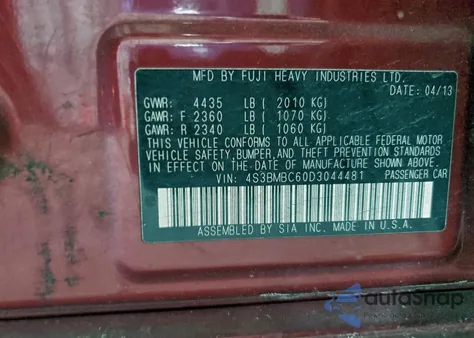 MFD BY FUJI HEAVY INDUSTRIES LTD.
DATE: 04/13
GVWR: 4435 LB ( 2010 KG)
GAWR: F 2360 LB ( 1070 KG)
GAWR: R 2340 LB ( 1060 KG)
THIS VEHICLE CONFORMS TO ALL APPLICABLE FEDERAL MOTOR
VEHICLE SAFETY,BUMPER,AND THEFT PREVENTION STANDARDS
IN EFFECT ON THE DATE OF MANUFACTURE SHOWN ABOVE.
VIN: 4S3BMBC60D3044481 PASSENGER CAR
ASSEMBLED BY SIA INC. MADE IN U.S.A.
autosnap